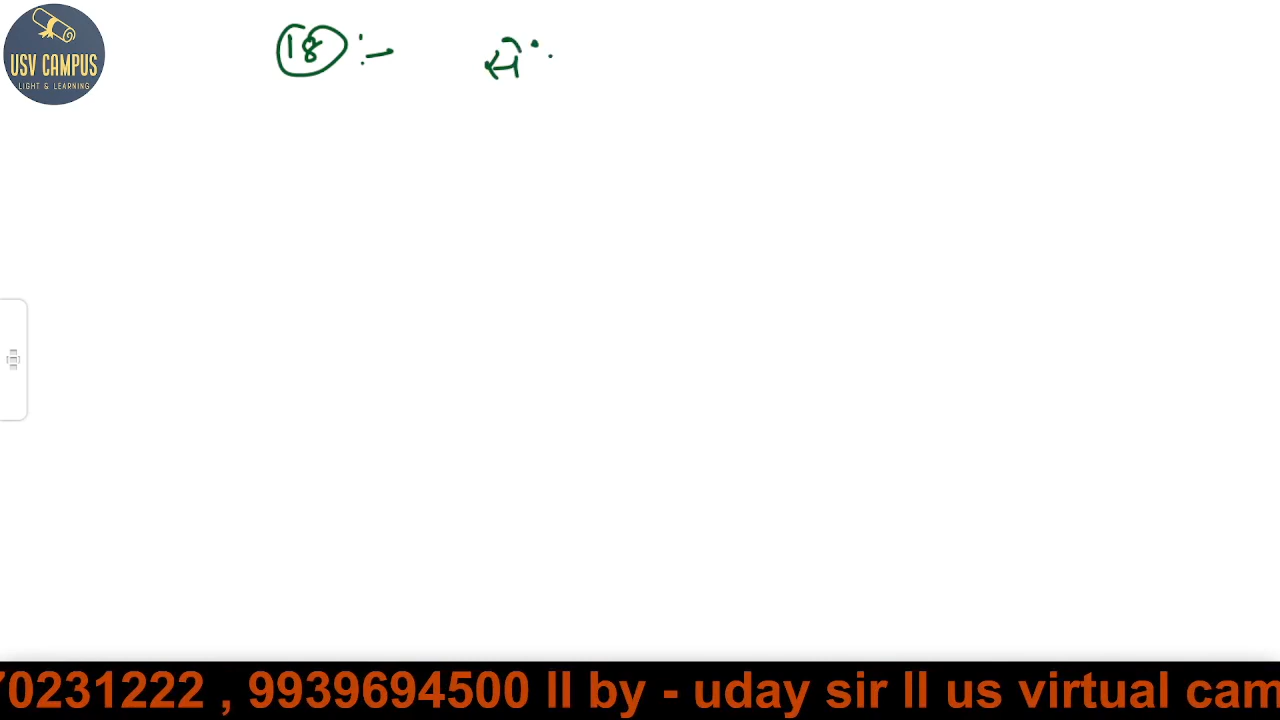 USV CAMPUS
LIGHT & LEARNING
18 :-
70231222 , 9939694500 ll by - uday sir ll us virtual cam